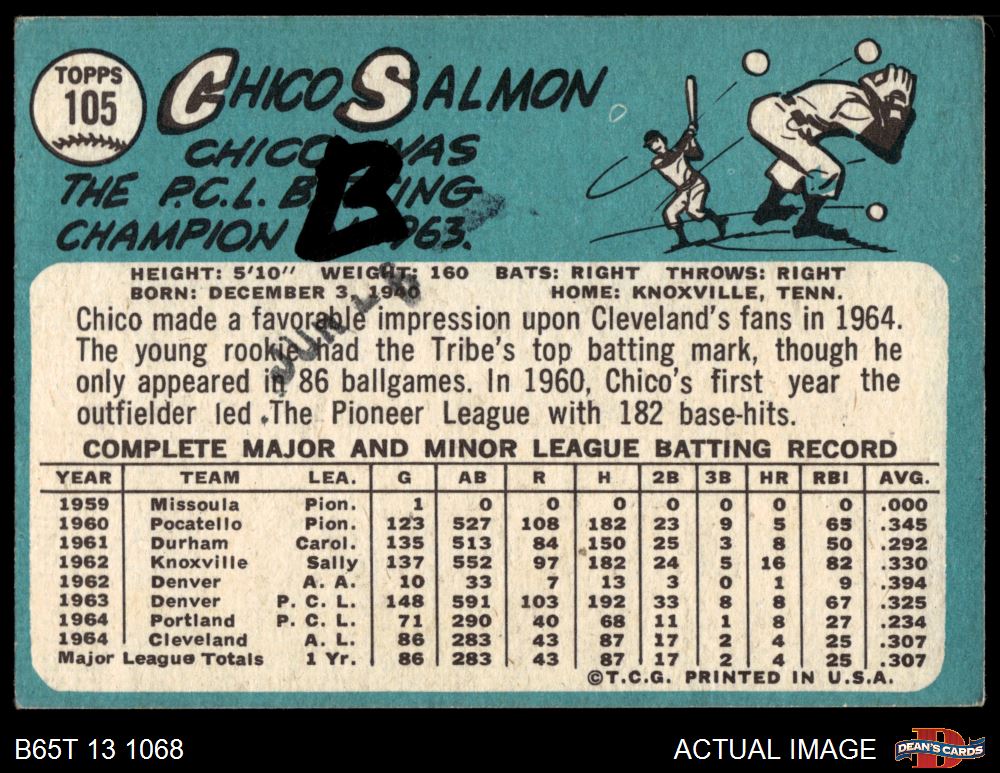 TOPPS
105
CHICO SALMON
CHICO WAS
B
THE P.C.L. B ING
CHAMPION 963.
HEIGHT: 5'10" WEIGHT: 160 BATS: RIGHT THROWS: RIGHT
BORN: DECEMBER 3, 1940 HOME: KNOXVILLE, TENN.
Chico made a favorable impression upon Cleveland's fans in 1964.
The young rookie had the Tribe's top batting mark, though he
only appeared in 86 ballgames. In 1960, Chico's first year the
outfielder led The Pioneer League with 182 base-hits.
COMPLETE MAJOR AND MINOR LEAGUE BATTING RECORD
YEAR TEAM LEA. G AB R H 2B 3B HR RBI AVG.
1959 Missoula Pion. 1 0 0 0 0 0 0 0 .000
1960 Pocatello Pion. 123 527 108 182 23 9 5 65 .345
1961 Durham Carol. 135 513 84 150 25 3 8 50 .292
1962 Knoxville Sally 137 552 97 182 24 5 16 82 .330
1962 Denver A. A. 10 33 7 13 3 0 1 9 .394
1963 Denver P. C. L. 148 591 103 192 33 8 8 67 .325
1964 Portland P. C. L. 71 290 40 68 11 1 8 27 .234
1964 Cleveland A. L. 86 283 43 87 17 2 4 25 .307
Major League Totals 1 Yr. 86 283 43 87 17 2 4 25 .307
©T.C.G. PRINTED IN U.S.A.
B65T 13 1068 ACTUAL IMAGE
D
DEAN'S CARDS